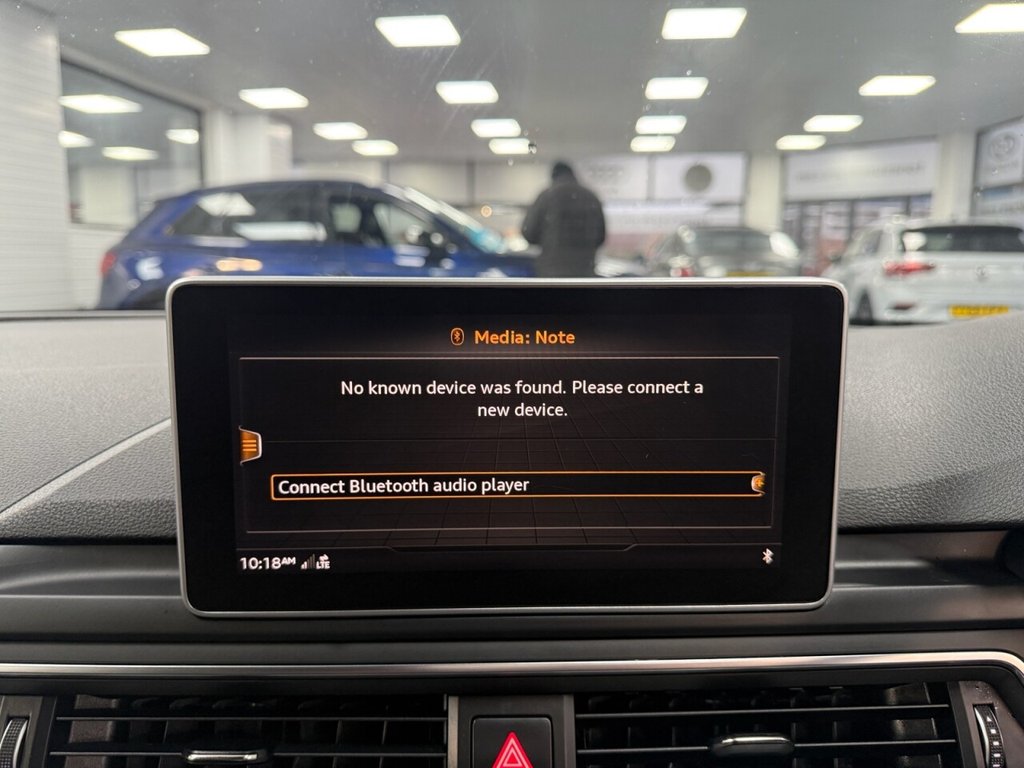 Media: Note
No known device was found. Please connect a
new device.
Connect Bluetooth audio player
10:18AM LTE